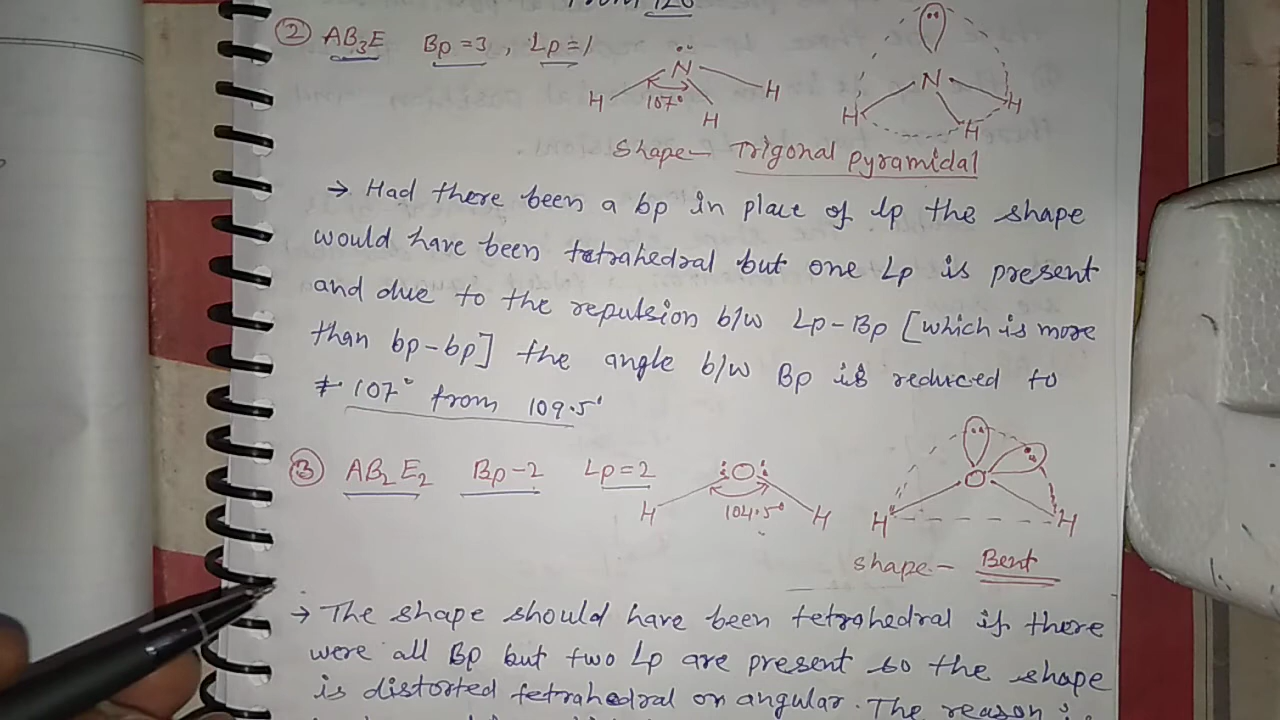 ② AB₃E Bp=3, Lp=1
N
H 107° H
H
N
H H
H
Shape- Trigonal pyramidal
→ Had there been a bp in place of lp the shape
would have been tetrahedral but one Lp is present
and due to the repulsion b/w Lp-Bp [which is more
than bp-bp] the angle b/w Bp is reduced to
107° from 109.5°
③ AB₂E₂ Bp-2 Lp=2
O
H 104.5° H
O
H H
shape- Bent
→ The shape should have been tetrahedral if there
were all Bp but two Lp are present so the shape
is distorted tetrahedral or angular. The reason is